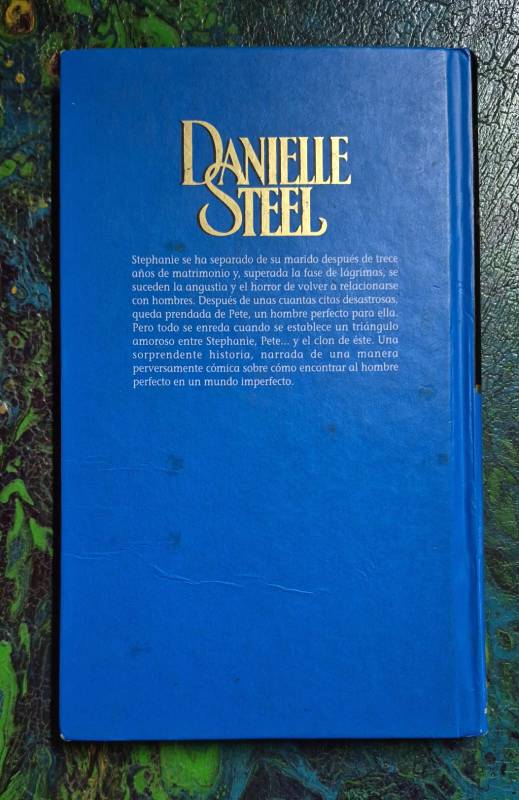 DANIELLE
STEEL
Stephanie se ha separado de su marido después de trece
años de matrimonio y, superada la fase de lágrimas, se
suceden la angustia y el horror de volver a relacionarse
con hombres. Después de unas cuantas citas desastrosas,
queda prendada de Pete, un hombre perfecto para ella.
Pero todo se enreda cuando se establece un triángulo
amoroso entre Stephanie, Pete... y el clon de éste. Una
sorprendente historia, narrada de una manera
perversamente cómica sobre cómo encontrar al hombre
perfecto en un mundo imperfecto.